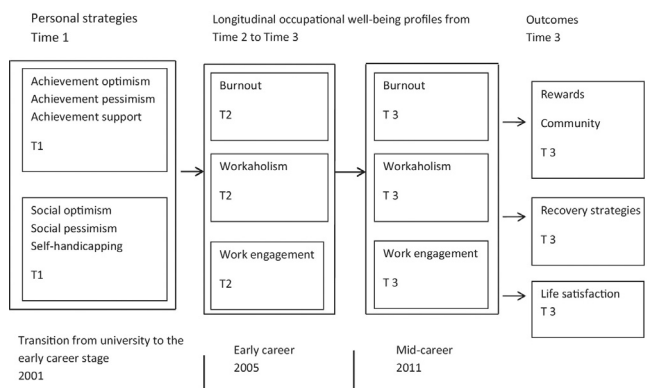 Personal strategies
Time 1
Longitudinal occupational well-being profiles from
Time 2 to Time 3
Outcomes
Time 3
Achievement optimism
Achievement pessimism
Achievement support
T1
Social optimism
Social pessimism
Self-handicapping
T1
Burnout
T2
Workaholism
T2
Work engagement
T2
Burnout
T 3
Workaholism
T 3
Work engagement
T 3
Rewards
Community
T 3
Recovery strategies
T 3
Life satisfaction
T 3
Transition from university to the
early career stage
2001
Early career
2005
Mid-career
2011